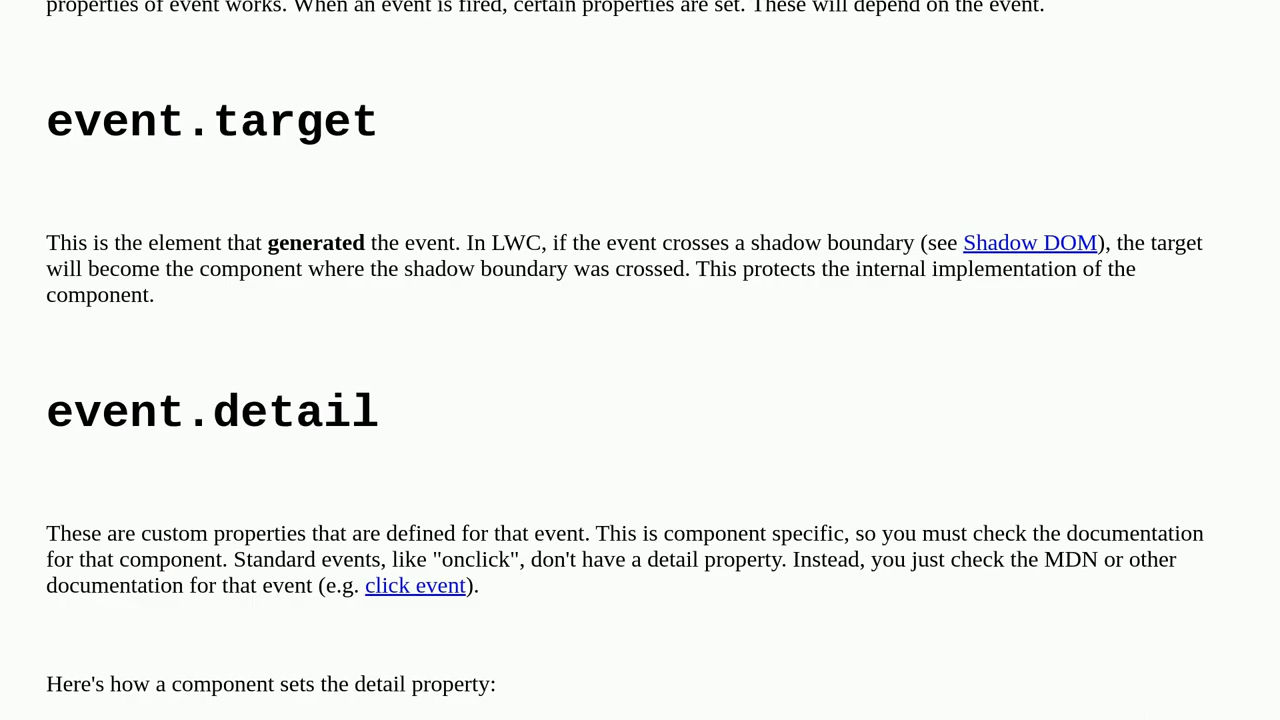 properties of event works. When an event is fired, certain properties are set. These will depend on the event.
event.target
This is the element that generated the event. In LWC, if the event crosses a shadow boundary (see Shadow DOM), the target
will become the component where the shadow boundary was crossed. This protects the internal implementation of the
component.
event.detail
These are custom properties that are defined for that event. This is component specific, so you must check the documentation
for that component. Standard events, like "onclick", don't have a detail property. Instead, you just check the MDN or other
documentation for that event (e.g. click event).
Here's how a component sets the detail property: